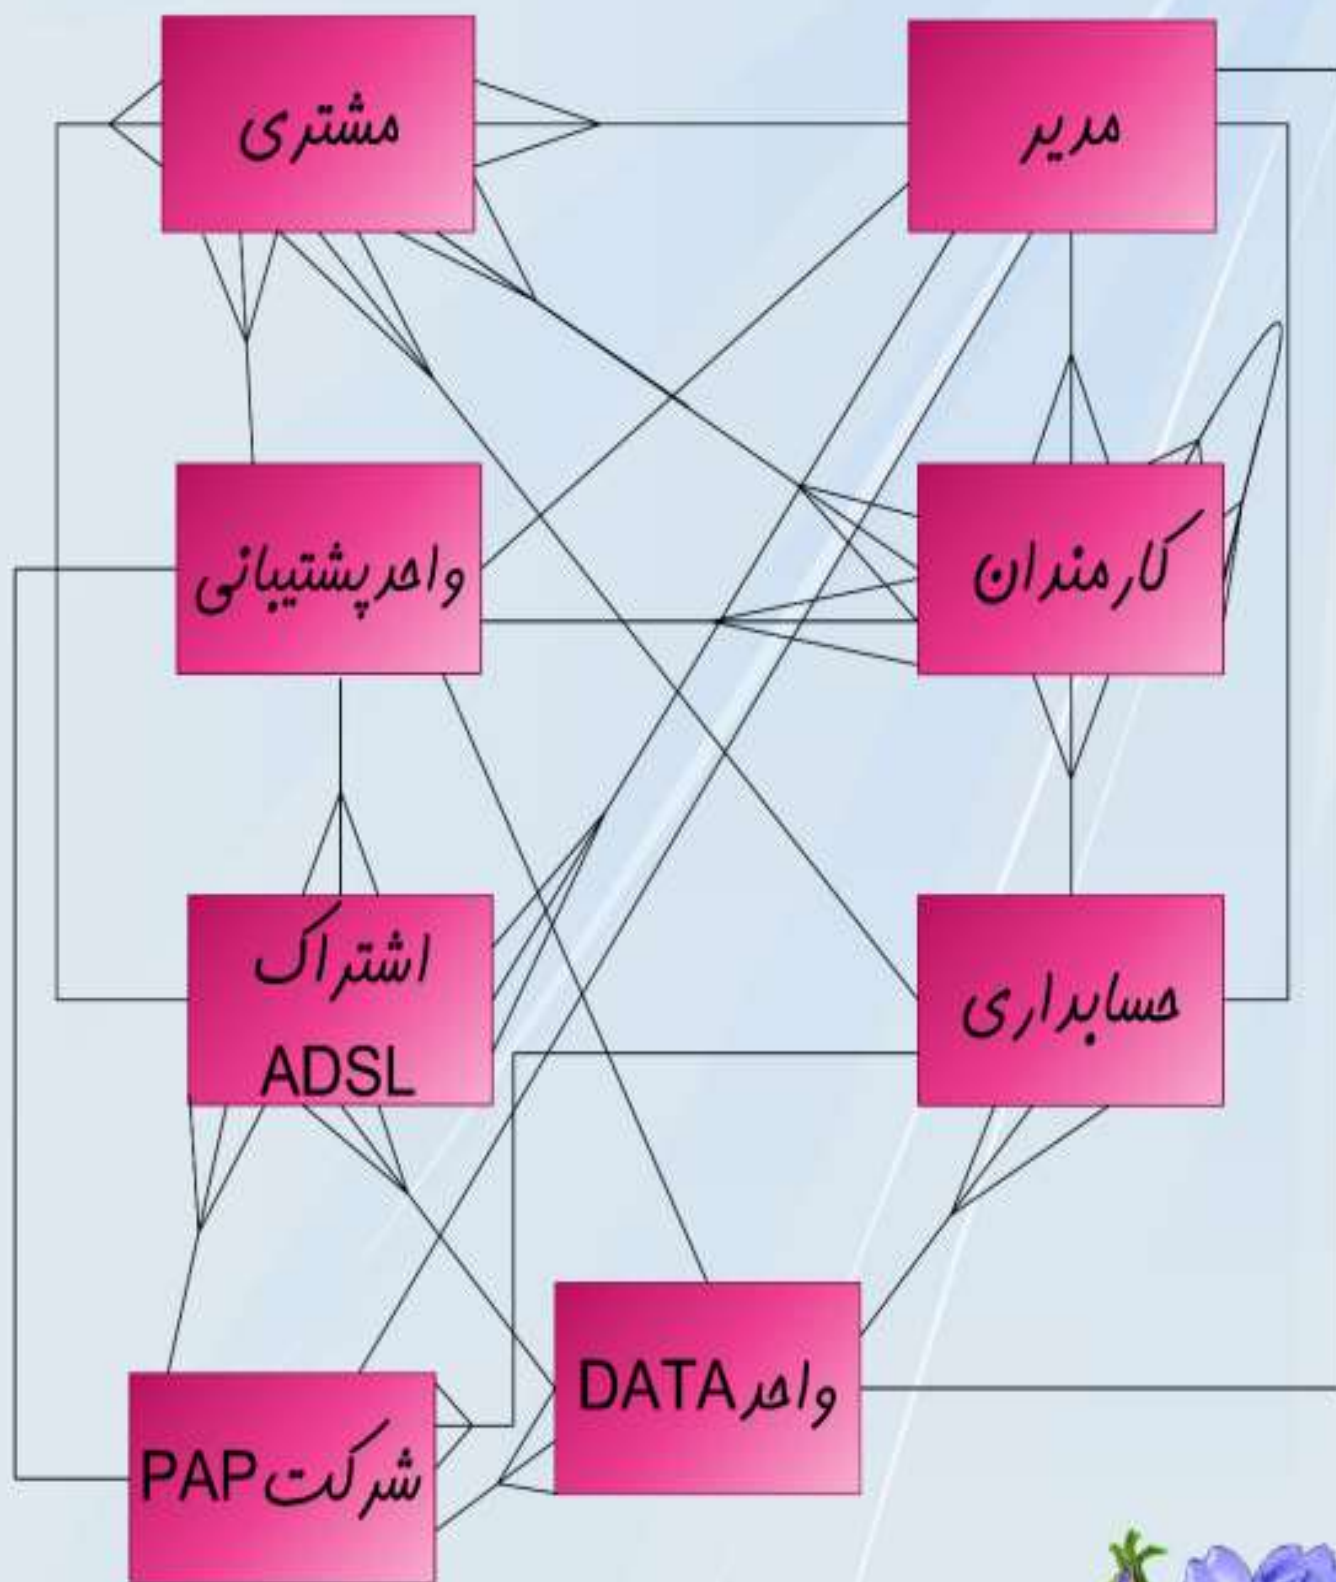 مشتری
مدیر
واحد پشتیبانی
کارمندان
اشتراک
ADSL
حسابداری
واحد DATA
شرکت PAP